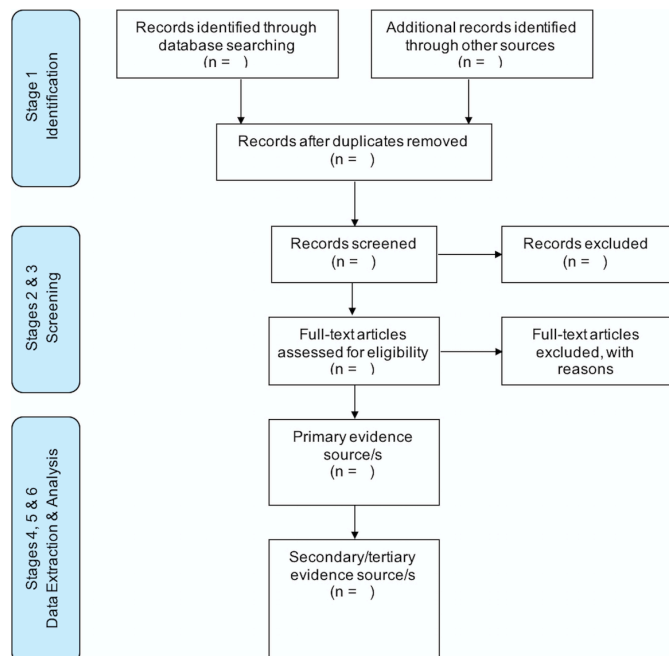 Records identified through
database searching
(n =    )
Additional records identified
through other sources
(n =    )
Stage 1
Identification
Records after duplicates removed
(n =    )
Stages 2 & 3
Screening
Records screened
(n =    )
Records excluded
(n =    )
Full-text articles
assessed for eligibility
(n =    )
Full-text articles
excluded, with
reasons
Stages 4, 5 & 6
Data Extraction & Analysis
Primary evidence
source/s
(n =    )
Secondary/tertiary
evidence source/s
(n =    )